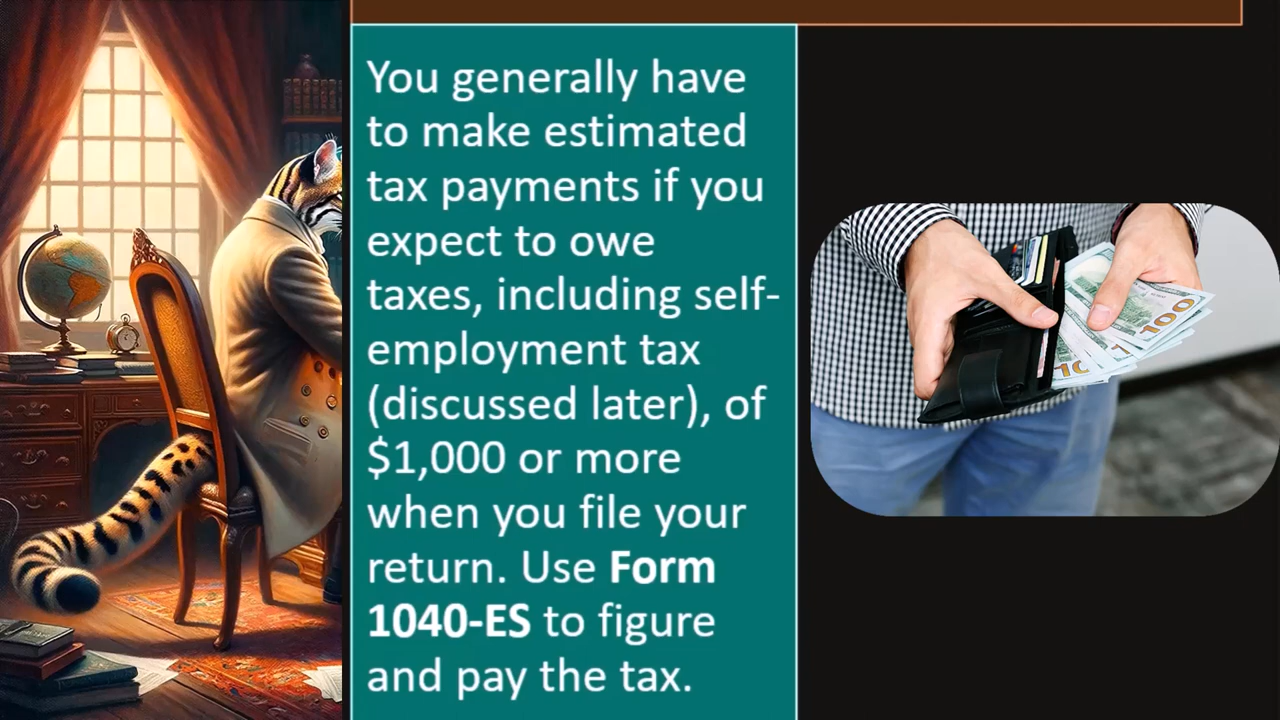 You generally have
to make estimated
tax payments if you
expect to owe
taxes, including self-
employment tax
(discussed later), of
$1,000 or more
when you file your
return. Use Form
1040-ES to figure
and pay the tax.
100